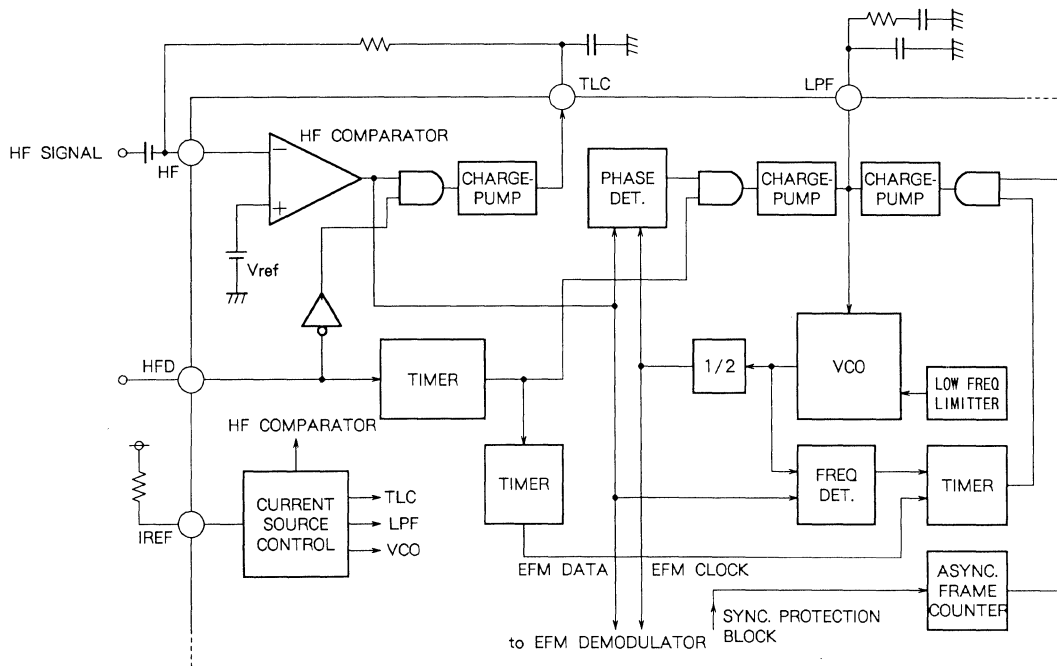 TLC
LPF
HF COMPARATOR
HF SIGNAL
HF
−
+
Vref
CHARGE-
PUMP
PHASE
DET.
CHARGE-
PUMP
CHARGE-
PUMP
HFD
TIMER
1/2
VCO
LOW FREQ
LIMITTER
HF COMPARATOR
TIMER
FREQ
DET.
TIMER
IREF
CURRENT
SOURCE
CONTROL
TLC
LPF
VCO
EFM DATA
EFM CLOCK
ASYNC.
FRAME
COUNTER
SYNC. PROTECTION
BLOCK
to EFM DEMODULATOR